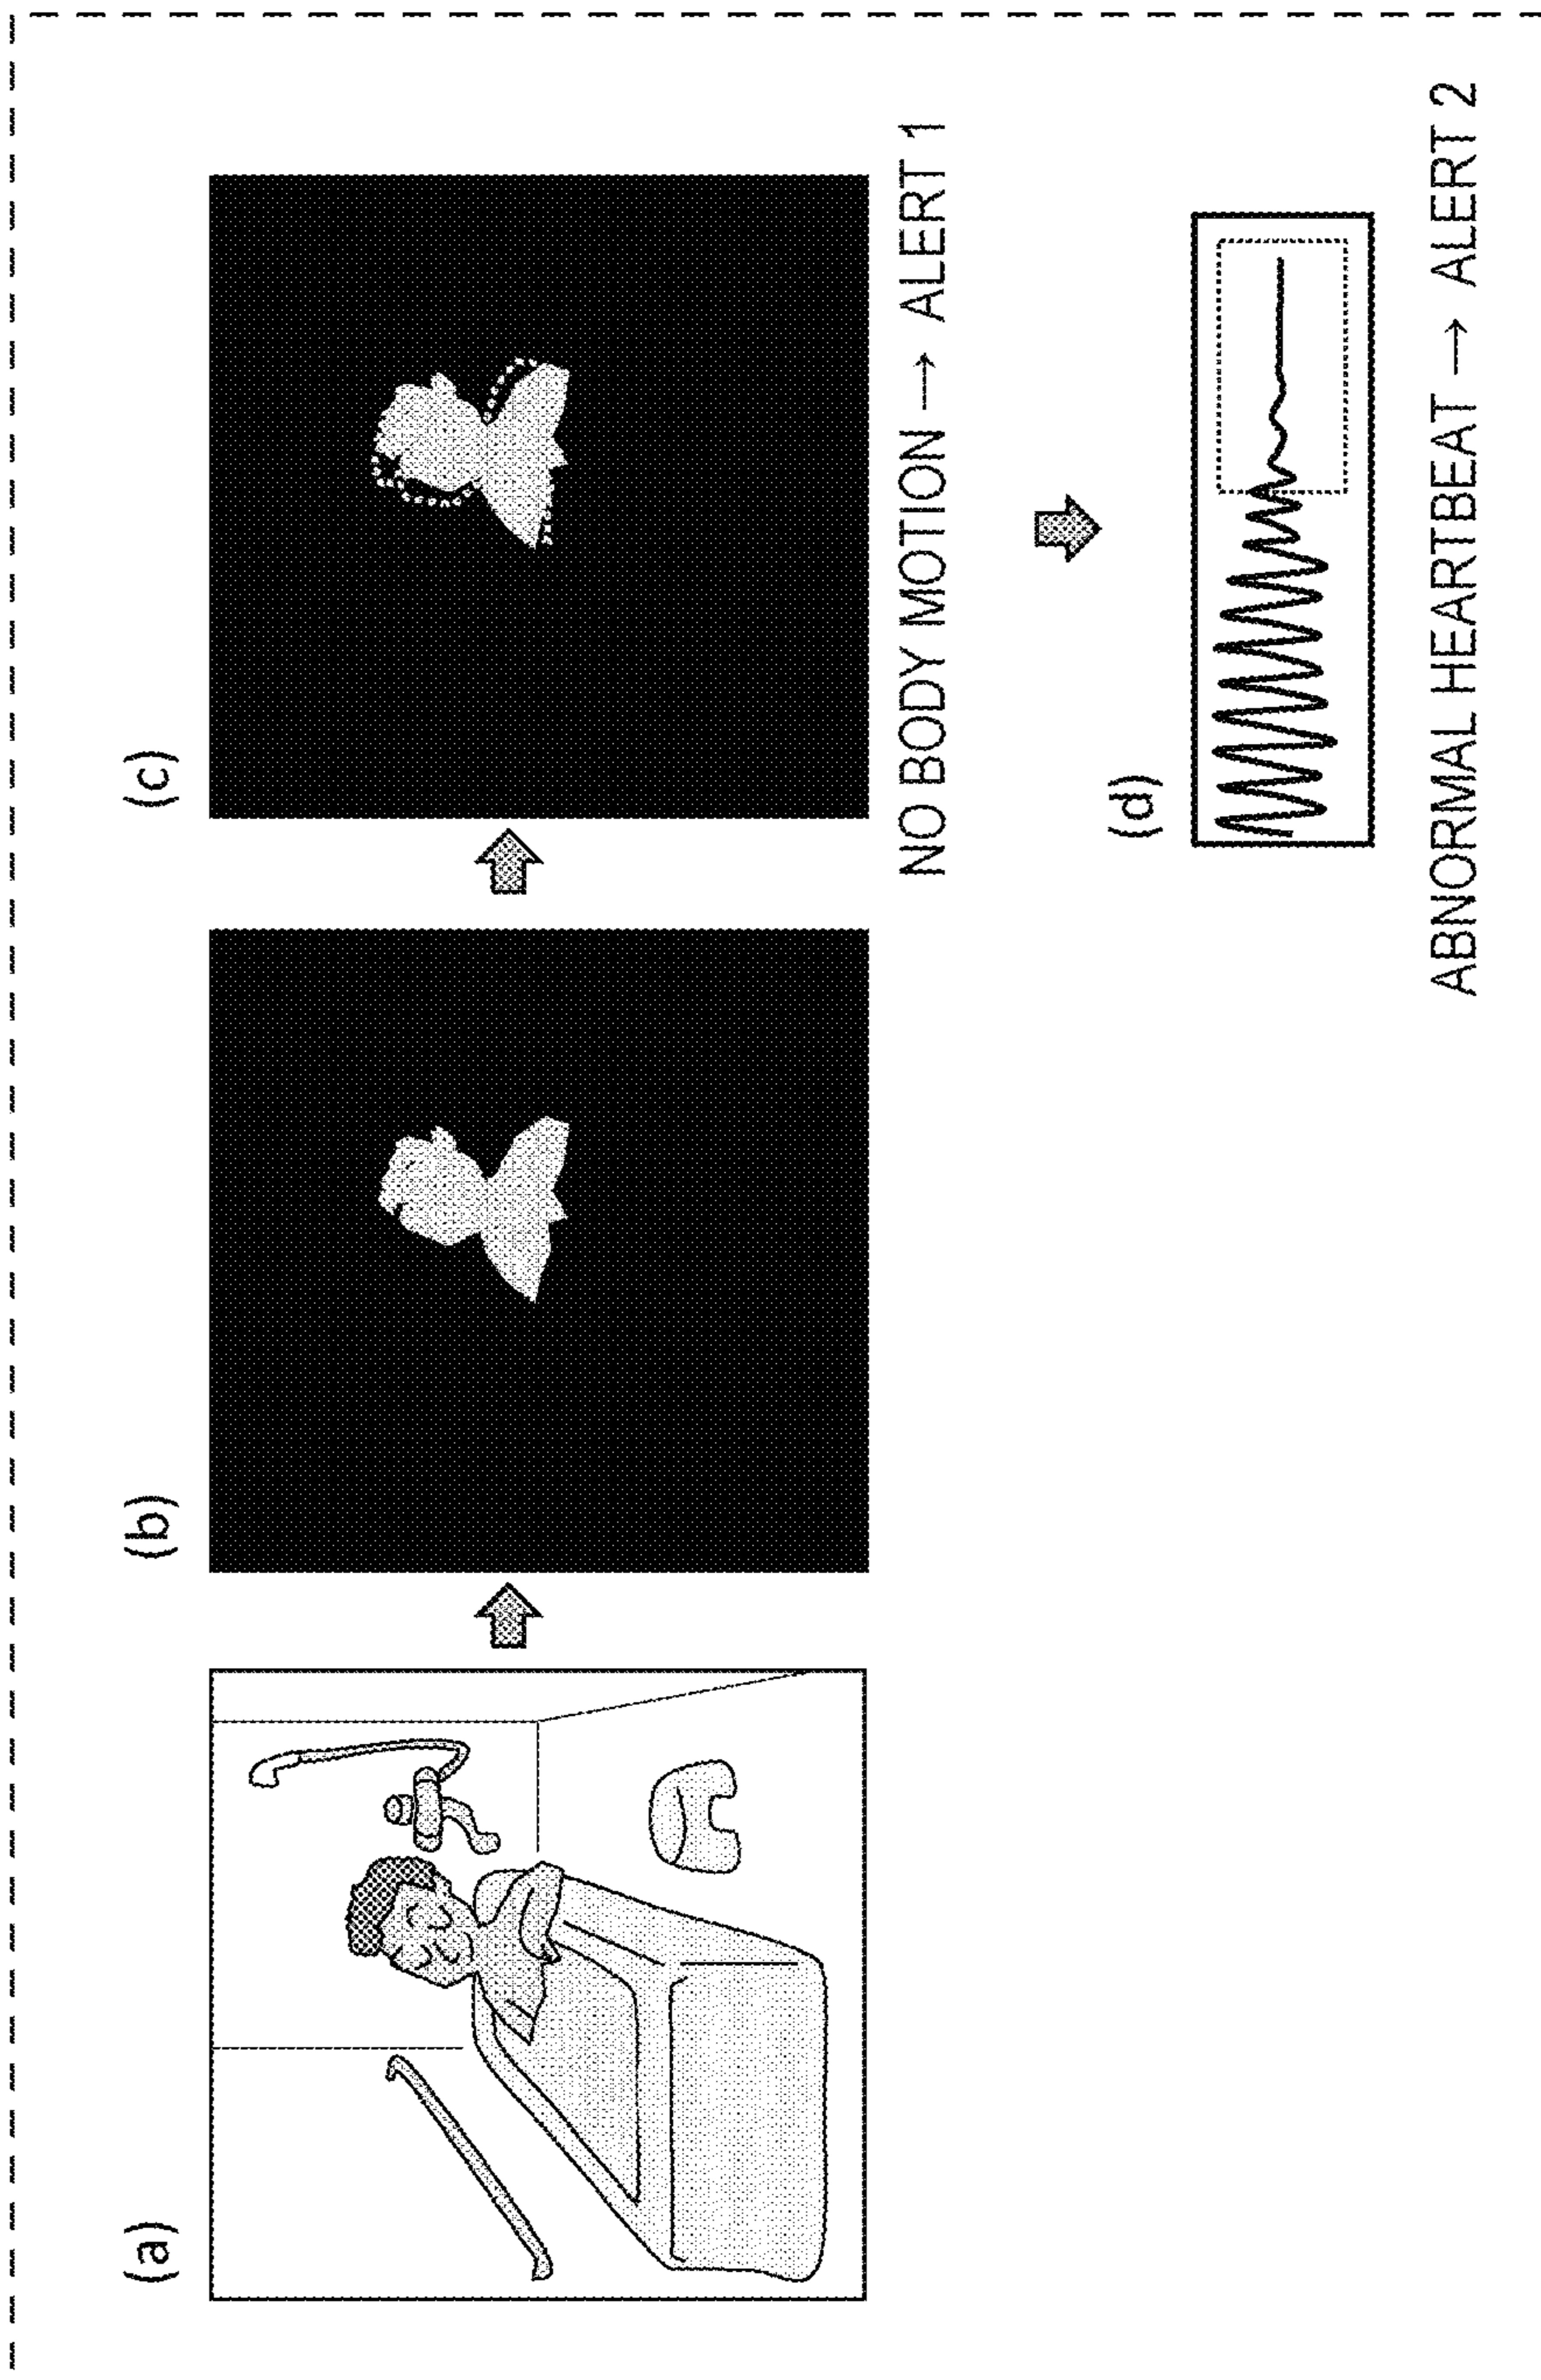 (a)
(b)
(c)
NO BODY MOTION → ALERT 1
(d)
ABNORMAL HEARTBEAT → ALERT 2